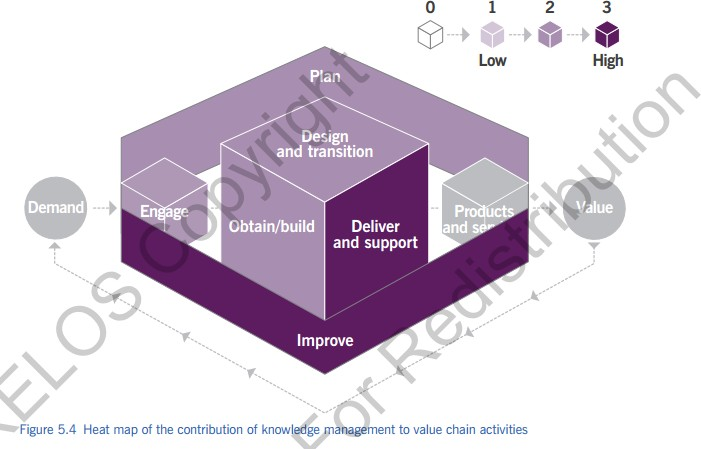 0 1 2 3
Low High
Plan
Design
and transition
Demand
Engage
Obtain/build
Deliver
and support
Products
and ser
Value
Improve
Figure 5.4 Heat map of the contribution of knowledge management to value chain activities
KELOS Copyright
For Redistribution